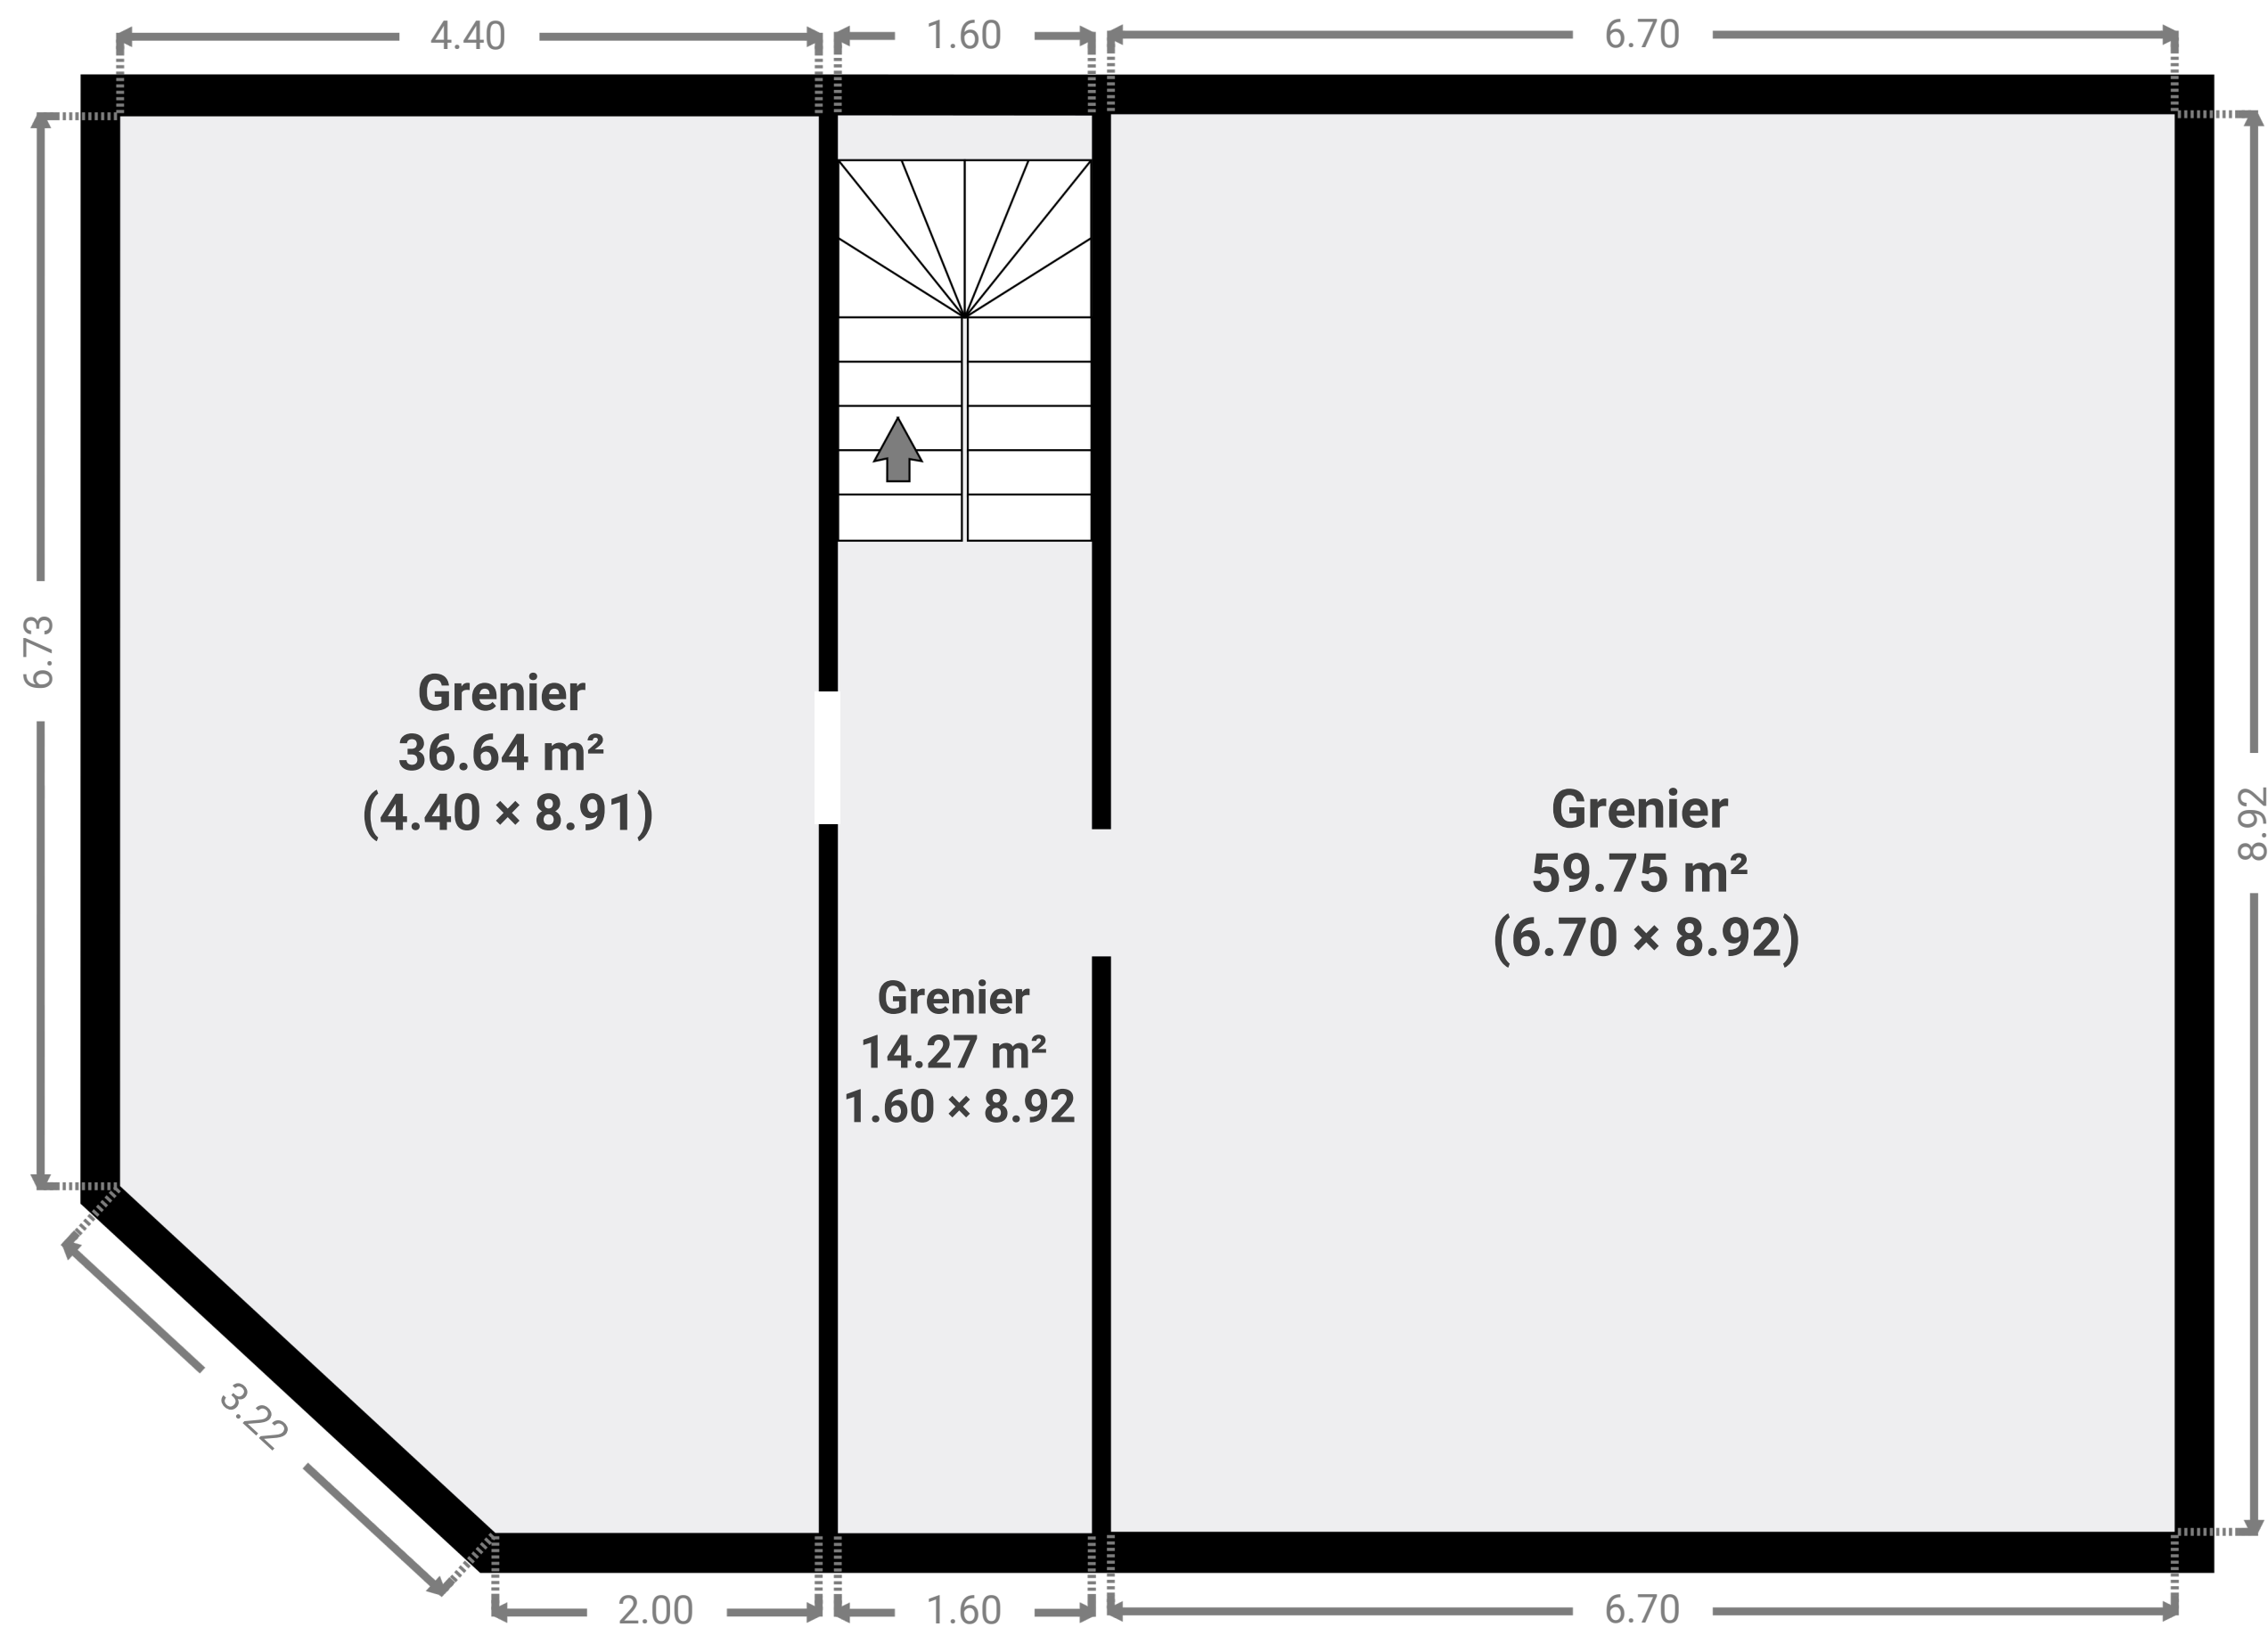 4.40
1.60
6.70
6.73
Grenier
36.64 m²
(4.40 × 8.91)
Grenier
59.75 m²
(6.70 × 8.92)
8.92
Grenier
14.27 m²
1.60 × 8.92
3.22
2.00
1.60
6.70